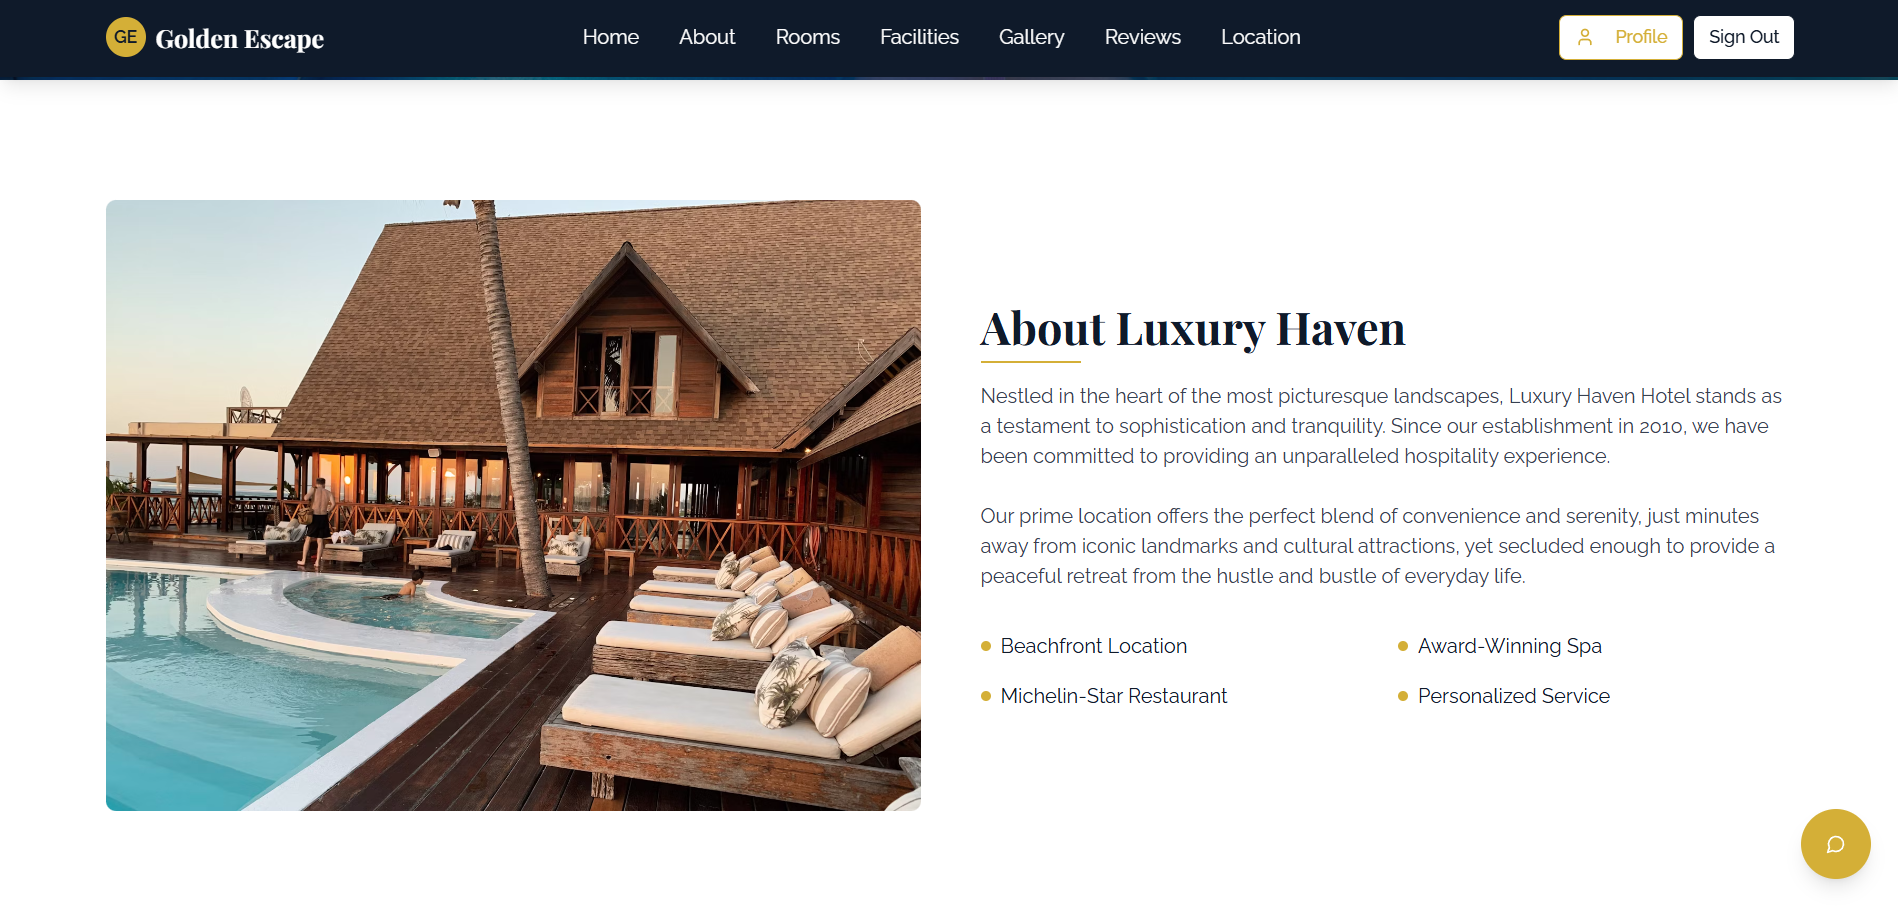 GE Golden Escape
Home About Rooms Facilities Gallery Reviews Location
Profile Sign Out
About Luxury Haven
Nestled in the heart of the most picturesque landscapes, Luxury Haven Hotel stands as
a testament to sophistication and tranquility. Since our establishment in 2010, we have
been committed to providing an unparalleled hospitality experience.
Our prime location offers the perfect blend of convenience and serenity, just minutes
away from iconic landmarks and cultural attractions, yet secluded enough to provide a
peaceful retreat from the hustle and bustle of everyday life.
Beachfront Location
Award-Winning Spa
Michelin-Star Restaurant
Personalized Service